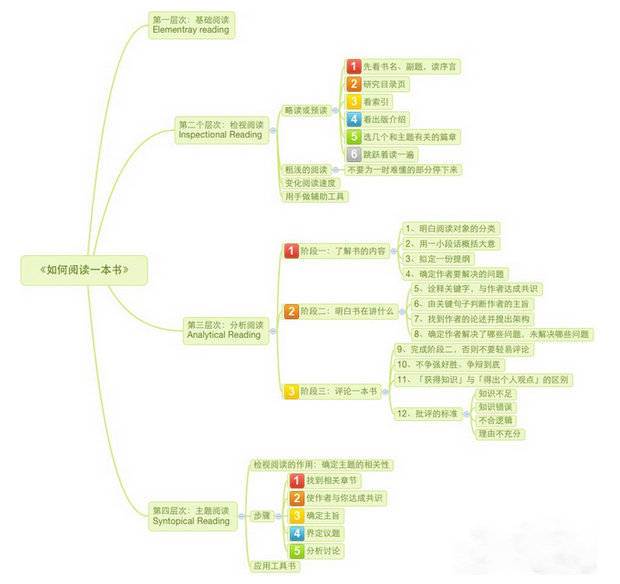 《如何阅读一本书》
第一层次：基础阅读
Elementray reading
第二个层次：检视阅读
Inspectional Reading
略读或预读
1 先看书名、副题，读序言
2 研究目录页
3 看索引
4 看出版介绍
5 选几个和主题有关的篇章
6 跳跃着读一遍
粗浅的阅读
不要为一时难懂的部分停下来
变化阅读速度
用手做辅助工具
第三层次：分析阅读
Analytical Reading
1 阶段一：了解书的内容
1、明白阅读对象的分类
2、用一小段话概括大意
3、拟定一份提纲
4、确定作者要解决的问题
2 阶段二：明白书在讲什么
5、诠释关键字，与作者达成共识
6、由关键句子判断作者的主旨
7、找到作者的论述并提出架构
8、确定作者解决了哪些问题，未解决哪些问题
3 阶段三：评论一本书
9、完成阶段二，否则不要轻易评论
10、不争强好胜、争辩到底
11、「获得知识」与「得出个人观点」的区别
12、批评的标准
知识不足
知识错误
不合逻辑
理由不充分
第四层次：主题阅读
Syntopical Reading
检视阅读的作用：确定主题的相关性
步骤
1 找到相关章节
2 使作者与你达成共识
3 确定主旨
4 界定议题
5 分析讨论
应用工具书